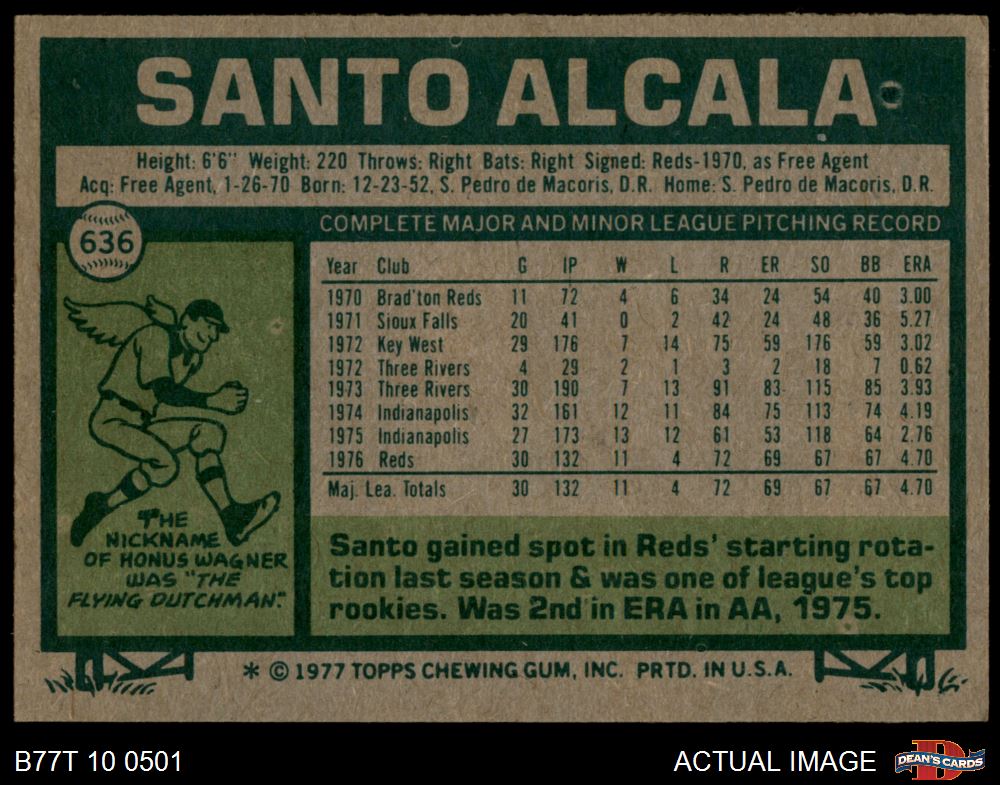 SANTO ALCALA
Height: 6'6" Weight: 220 Throws: Right Bats: Right Signed: Reds-1970, as Free Agent
Acq: Free Agent, 1-26-70 Born: 12-23-52, S. Pedro de Macoris, D.R. Home: S. Pedro de Macoris, D.R.
636
COMPLETE MAJOR AND MINOR LEAGUE PITCHING RECORD
Year Club G IP W L R ER SO BB ERA
1970 Brad'ton Reds 11 72 4 6 34 24 54 40 3.00
1971 Sioux Falls 20 41 0 2 42 24 48 36 5.27
1972 Key West 29 176 7 14 75 59 176 59 3.02
1972 Three Rivers 4 29 2 1 3 2 18 7 0.62
1973 Three Rivers 30 190 7 13 91 83 115 85 3.93
1974 Indianapolis 32 161 12 11 84 75 113 74 4.19
1975 Indianapolis 27 173 13 12 61 53 118 64 2.76
1976 Reds 30 132 11 4 72 69 67 67 4.70
Maj. Lea. Totals 30 132 11 4 72 69 67 67 4.70
THE
NICKNAME
OF HONUS WAGNER
WAS "THE
FLYING DUTCHMAN."
Santo gained spot in Reds' starting rota-
tion last season & was one of league's top
rookies. Was 2nd in ERA in AA, 1975.
* © 1977 TOPPS CHEWING GUM, INC. PRTD. IN U.S.A.
B77T 10 0501
ACTUAL IMAGE
DEAN'S CARDS